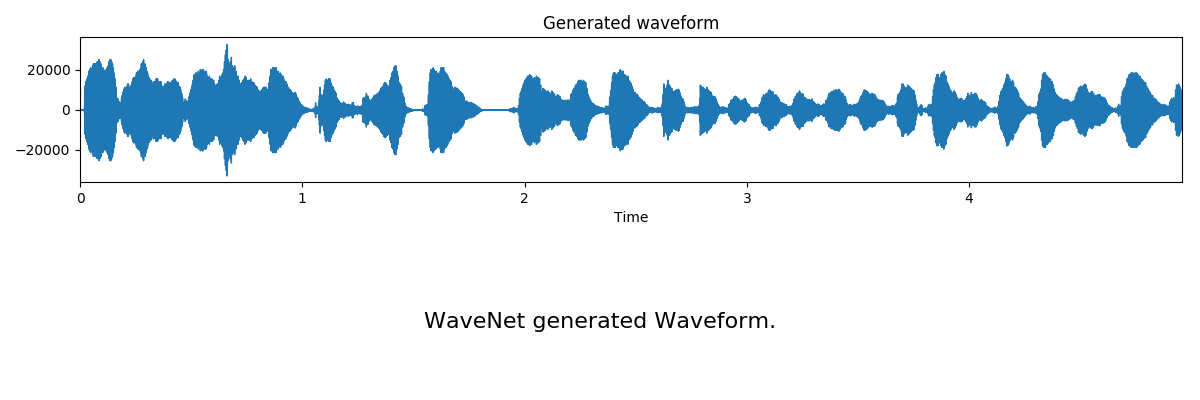 Generated waveform
20000
0
−20000
0 1 2 3 4
Time
WaveNet generated Waveform.